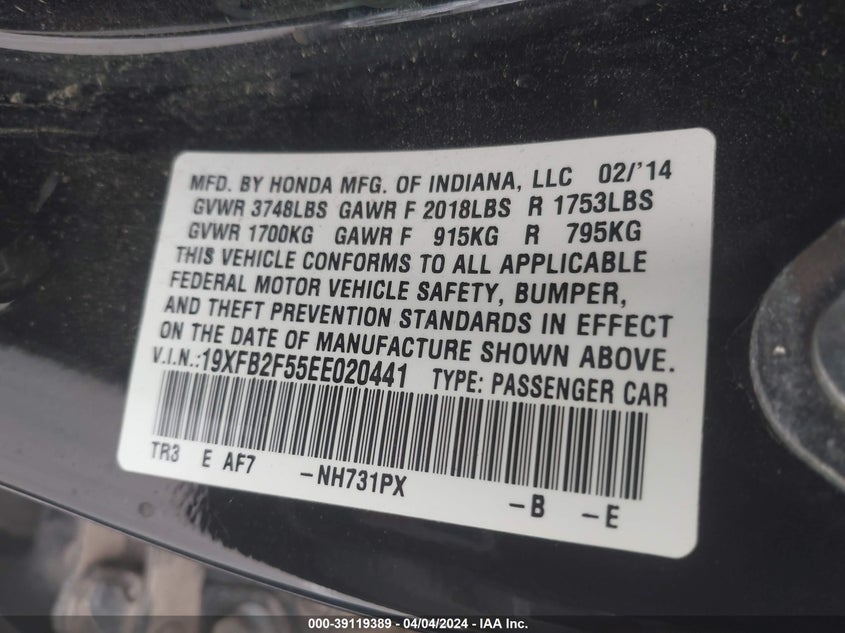 MFD. BY HONDA MFG. OF INDIANA, LLC 02/'14
GVWR 3748LBS GAWR F 2018LBS R 1753LBS
GVWR 1700KG GAWR F 915KG R 795KG
THIS VEHICLE CONFORMS TO ALL APPLICABLE
FEDERAL MOTOR VEHICLE SAFETY, BUMPER,
AND THEFT PREVENTION STANDARDS IN EFFECT
ON THE DATE OF MANUFACTURE SHOWN ABOVE.
V.I.N.:19XFB2F55EE020441 TYPE: PASSENGER CAR
TR3 E AF7 -NH731PX -B -E
000-39119389 - 04/04/2024 - IAA Inc.